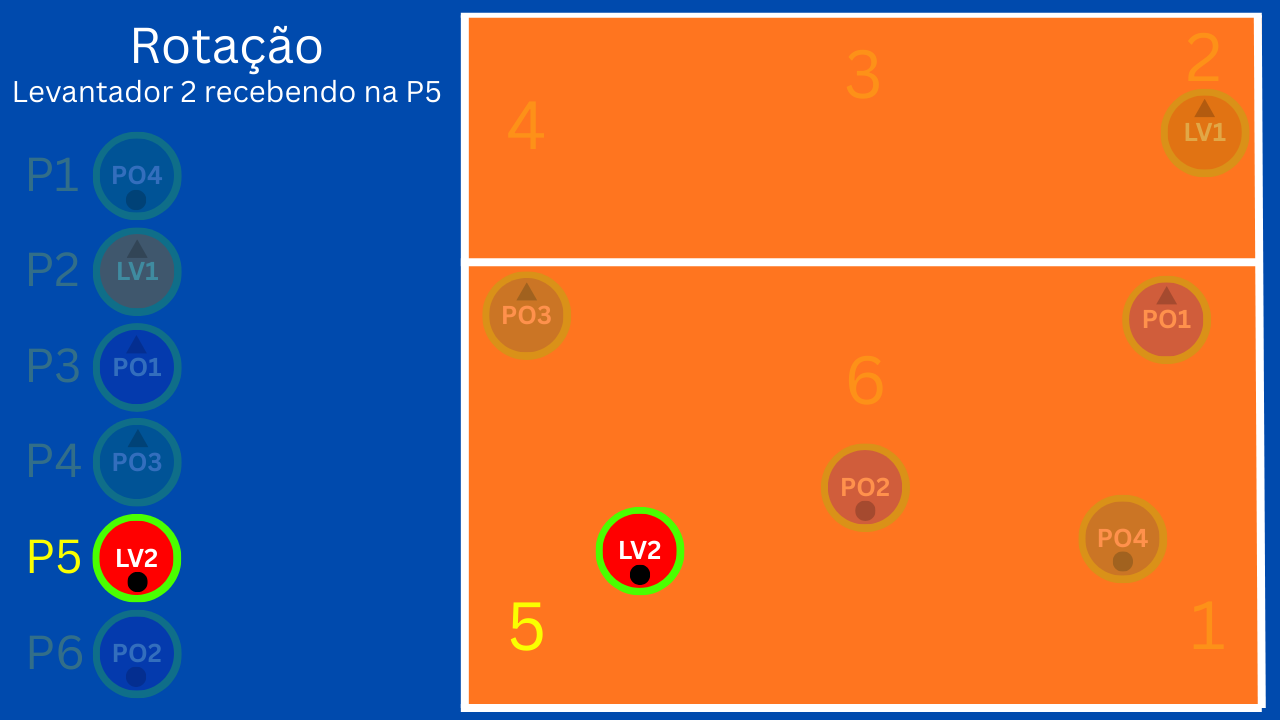 Rotação
Levantador 2 recebendo na P5
P1 PO4
P2 LV1
P3 PO1
P4 PO3
P5 LV2
P6 PO2
2
3
4
LV1
PO3
PO1
6
PO2
PO4
LV2
5
1